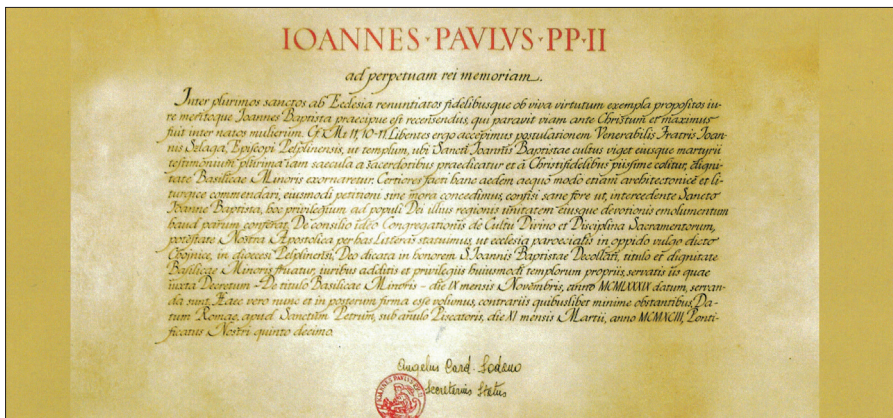 IOANNES·PAVLVS·PP·II
ad perpetuam rei memoriam.
Inter plurimos sanctos ab Ecclesia renuntiatos fidelibusque ob viva virtutum exempla propositos iu-
re meritoque Ioannes Baptista praecipue est recensendus, qui paravit viam ante Christum et maximus
fuit inter natos mulierum. Cf. Mt 11, 10-11. Libentes ergo accepimus postulationem Venerabilis Fratris Ioan-
nis Szlaga, Episcopi Pelplinensis, ut templum, ubi Sancti Ioannis Baptistae cultus viget eiusque martyrii
testimonium plurima iam saecula a sacerdotibus praedicatur et a Christifidelibus piissime colitur, digni-
tate Basilicae Minoris exornaretur. Certiores facti hanc aedem aequo modo etiam architectonice et li-
turgice commendari, eiusmodi petitioni sine mora concedimus, confisi sane fore ut, intercedente Sancto
Ioanne Baptista, hoc privilegium ad populi Dei illius regionis unitatem eiusque devotionis emolumentum
haud parum conferat. De consilio ideo Congregationis de Cultu Divino et Disciplina Sacramentorum,
potestate Nostra Apostolica per has Litteras statuimus, ut ecclesia paroecialis in oppido vulgo dicto
Chojnice, in dioecesi Pelplinensi, Deo dicata in honorem S. Ioannis Baptistae Decollati, titulo et dignitate
Basilicae Minoris fruatur, iuribus additis et privilegiis huiusmodi templorum propriis, servatis iis quae
iuxta Decretum - De titulo Basilicae Minoris - die IX mensis Novembris, anno MCMLXXXIX datum, servan-
da sunt. Haec vero nunc et in posterum firma esse volumus, contrariis quibuslibet minime obstantibus. Da-
tum Romae, apud Sanctum Petrum, sub anulo Piscatoris, die XI mensis Martii, anno MCMXCIII, Ponti-
ficatus Nostri quinto decimo.
Angelus Card. Sodano
Secretarius Status